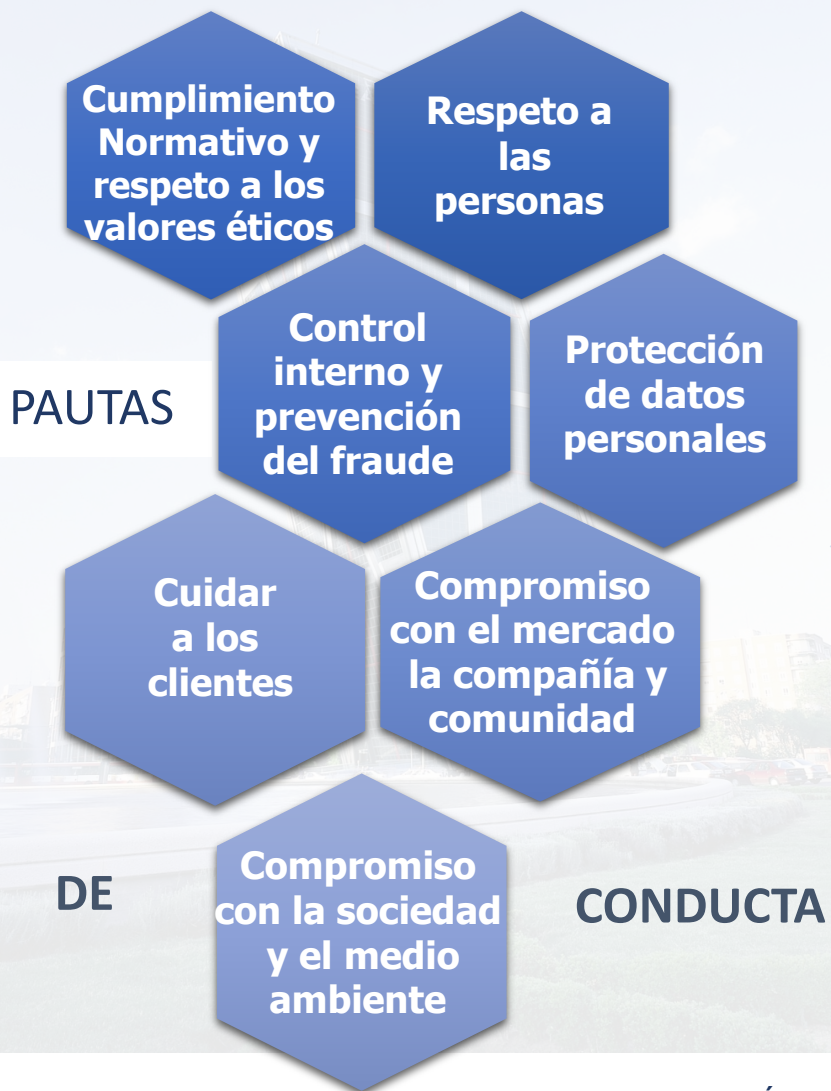 Cumplimiento
Normativo y
respeto a los
valores éticos
Respeto a
las
personas
Control
interno y
prevención
del fraude
Protección
de datos
personales
PAUTAS
Cuidar
a los
clientes
Compromiso
con el mercado
la compañía y
comunidad
Compromiso
con la sociedad
y el medio
ambiente
DE
CONDUCTA